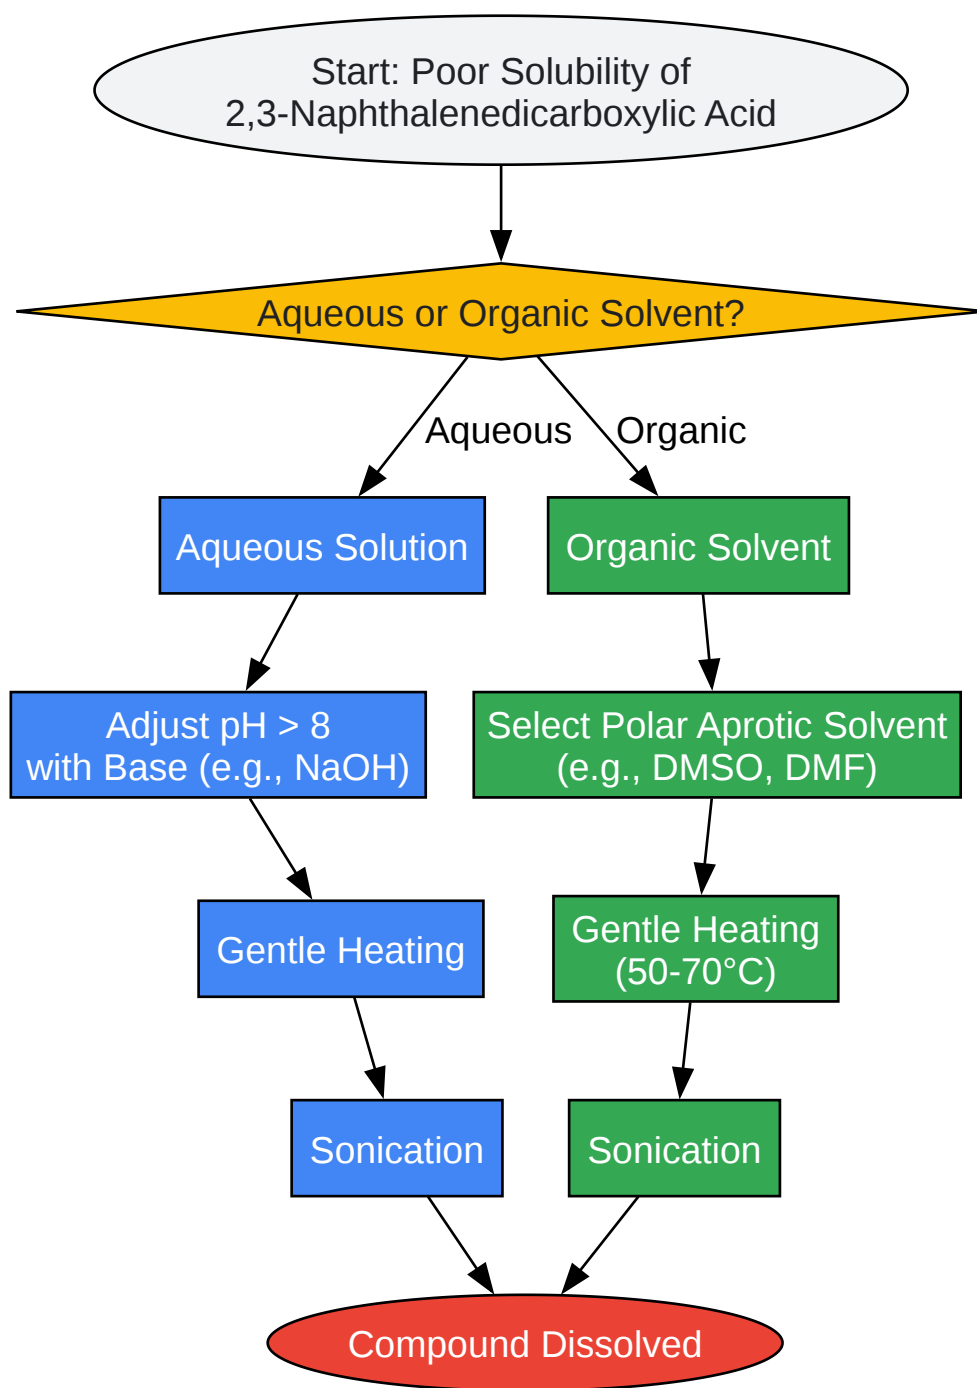 Start: Poor Solubility of
2,3-Naphthalenedicarboxylic Acid
Aqueous or Organic Solvent?
Aqueous
Organic
Aqueous Solution
Organic Solvent
Adjust pH > 8
with Base (e.g., NaOH)
Select Polar Aprotic Solvent
(e.g., DMSO, DMF)
Gentle Heating
Gentle Heating
(50-70°C)
Sonication
Sonication
Compound Dissolved